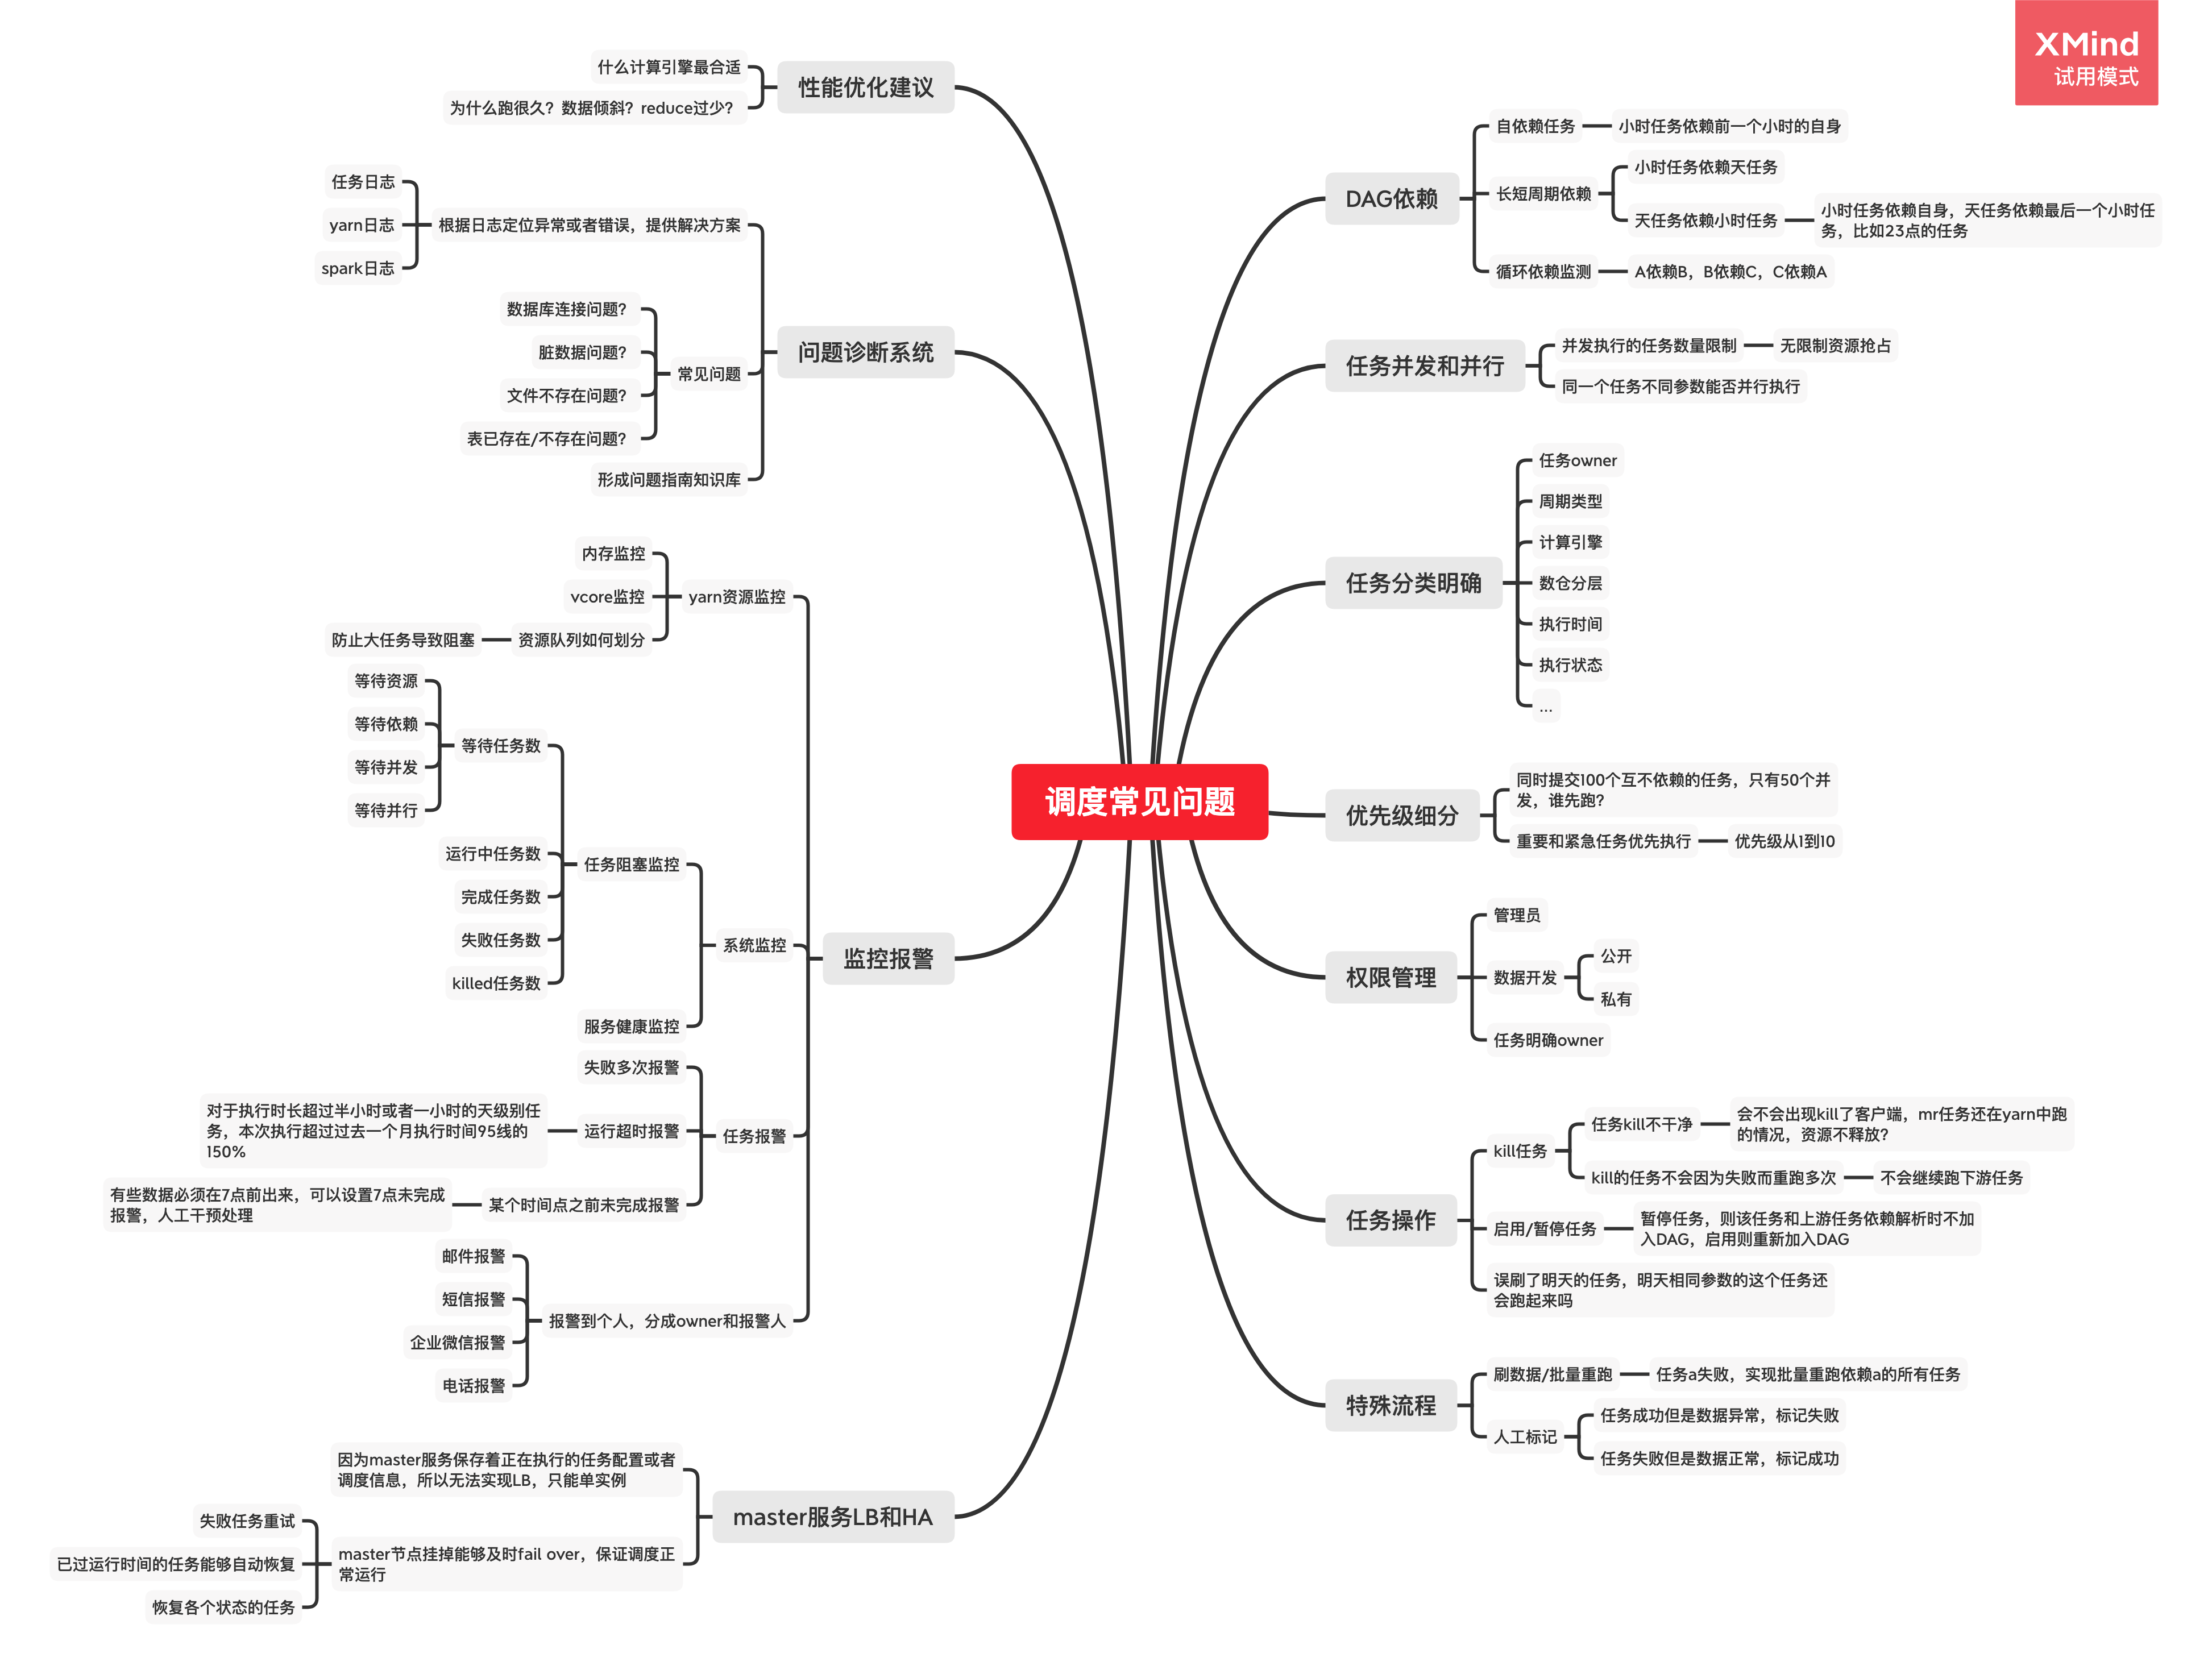 XMind
试用模式
调度常见问题
DAG依赖
自依赖任务
小时任务依赖前一个小时的自身
长短周期依赖
小时任务依赖天任务
天任务依赖小时任务
小时任务依赖自身，天任务依赖最后一个小时任
务，比如23点的任务
循环依赖监测
A依赖B，B依赖C，C依赖A
任务并发和并行
并发执行的任务数量限制
无限制资源抢占
同一个任务不同参数能否并行执行
任务分类明确
任务owner
周期类型
计算引擎
数仓分层
执行时间
执行状态
...
优先级细分
同时提交100个互不依赖的任务，只有50个并
发，谁先跑？
重要和紧急任务优先执行
优先级从1到10
权限管理
管理员
数据开发
公开
私有
任务明确owner
任务操作
kill任务
任务kill不干净
会不会出现kill了客户端，mr任务还在yarn中跑
的情况，资源不释放？
kill的任务不会因为失败而重跑多次
不会继续跑下游任务
启用/暂停任务
暂停任务，则该任务和上游任务依赖解析时不加
入DAG，启用则重新加入DAG
误刷了明天的任务，明天相同参数的这个任务还
会跑起来吗
特殊流程
刷数据/批量重跑
任务a失败，实现批量重跑依赖a的所有任务
人工标记
任务成功但是数据异常，标记失败
任务失败但是数据正常，标记成功
性能优化建议
什么计算引擎最合适
为什么跑很久？数据倾斜？reduce过少？
问题诊断系统
根据日志定位异常或者错误，提供解决方案
任务日志
yarn日志
spark日志
常见问题
数据库连接问题？
脏数据问题？
文件不存在问题？
表已存在/不存在问题？
形成问题指南知识库
监控报警
yarn资源监控
内存监控
vcore监控
资源队列如何划分
防止大任务导致阻塞
系统监控
任务阻塞监控
等待任务数
等待资源
等待依赖
等待并发
等待并行
运行中任务数
完成任务数
失败任务数
killed任务数
服务健康监控
任务报警
失败多次报警
运行超时报警
对于执行时长超过半小时或者一小时的天级别任
务，本次执行超过过去一个月执行时间95线的
150%
某个时间点之前未完成报警
有些数据必须在7点前出来，可以设置7点未完成
报警，人工干预处理
报警到个人，分成owner和报警人
邮件报警
短信报警
企业微信报警
电话报警
master服务LB和HA
因为master服务保存着正在执行的任务配置或者
调度信息，所以无法实现LB，只能单实例
master节点挂掉能够及时fail over，保证调度正
常运行
失败任务重试
已过运行时间的任务能够自动恢复
恢复各个状态的任务